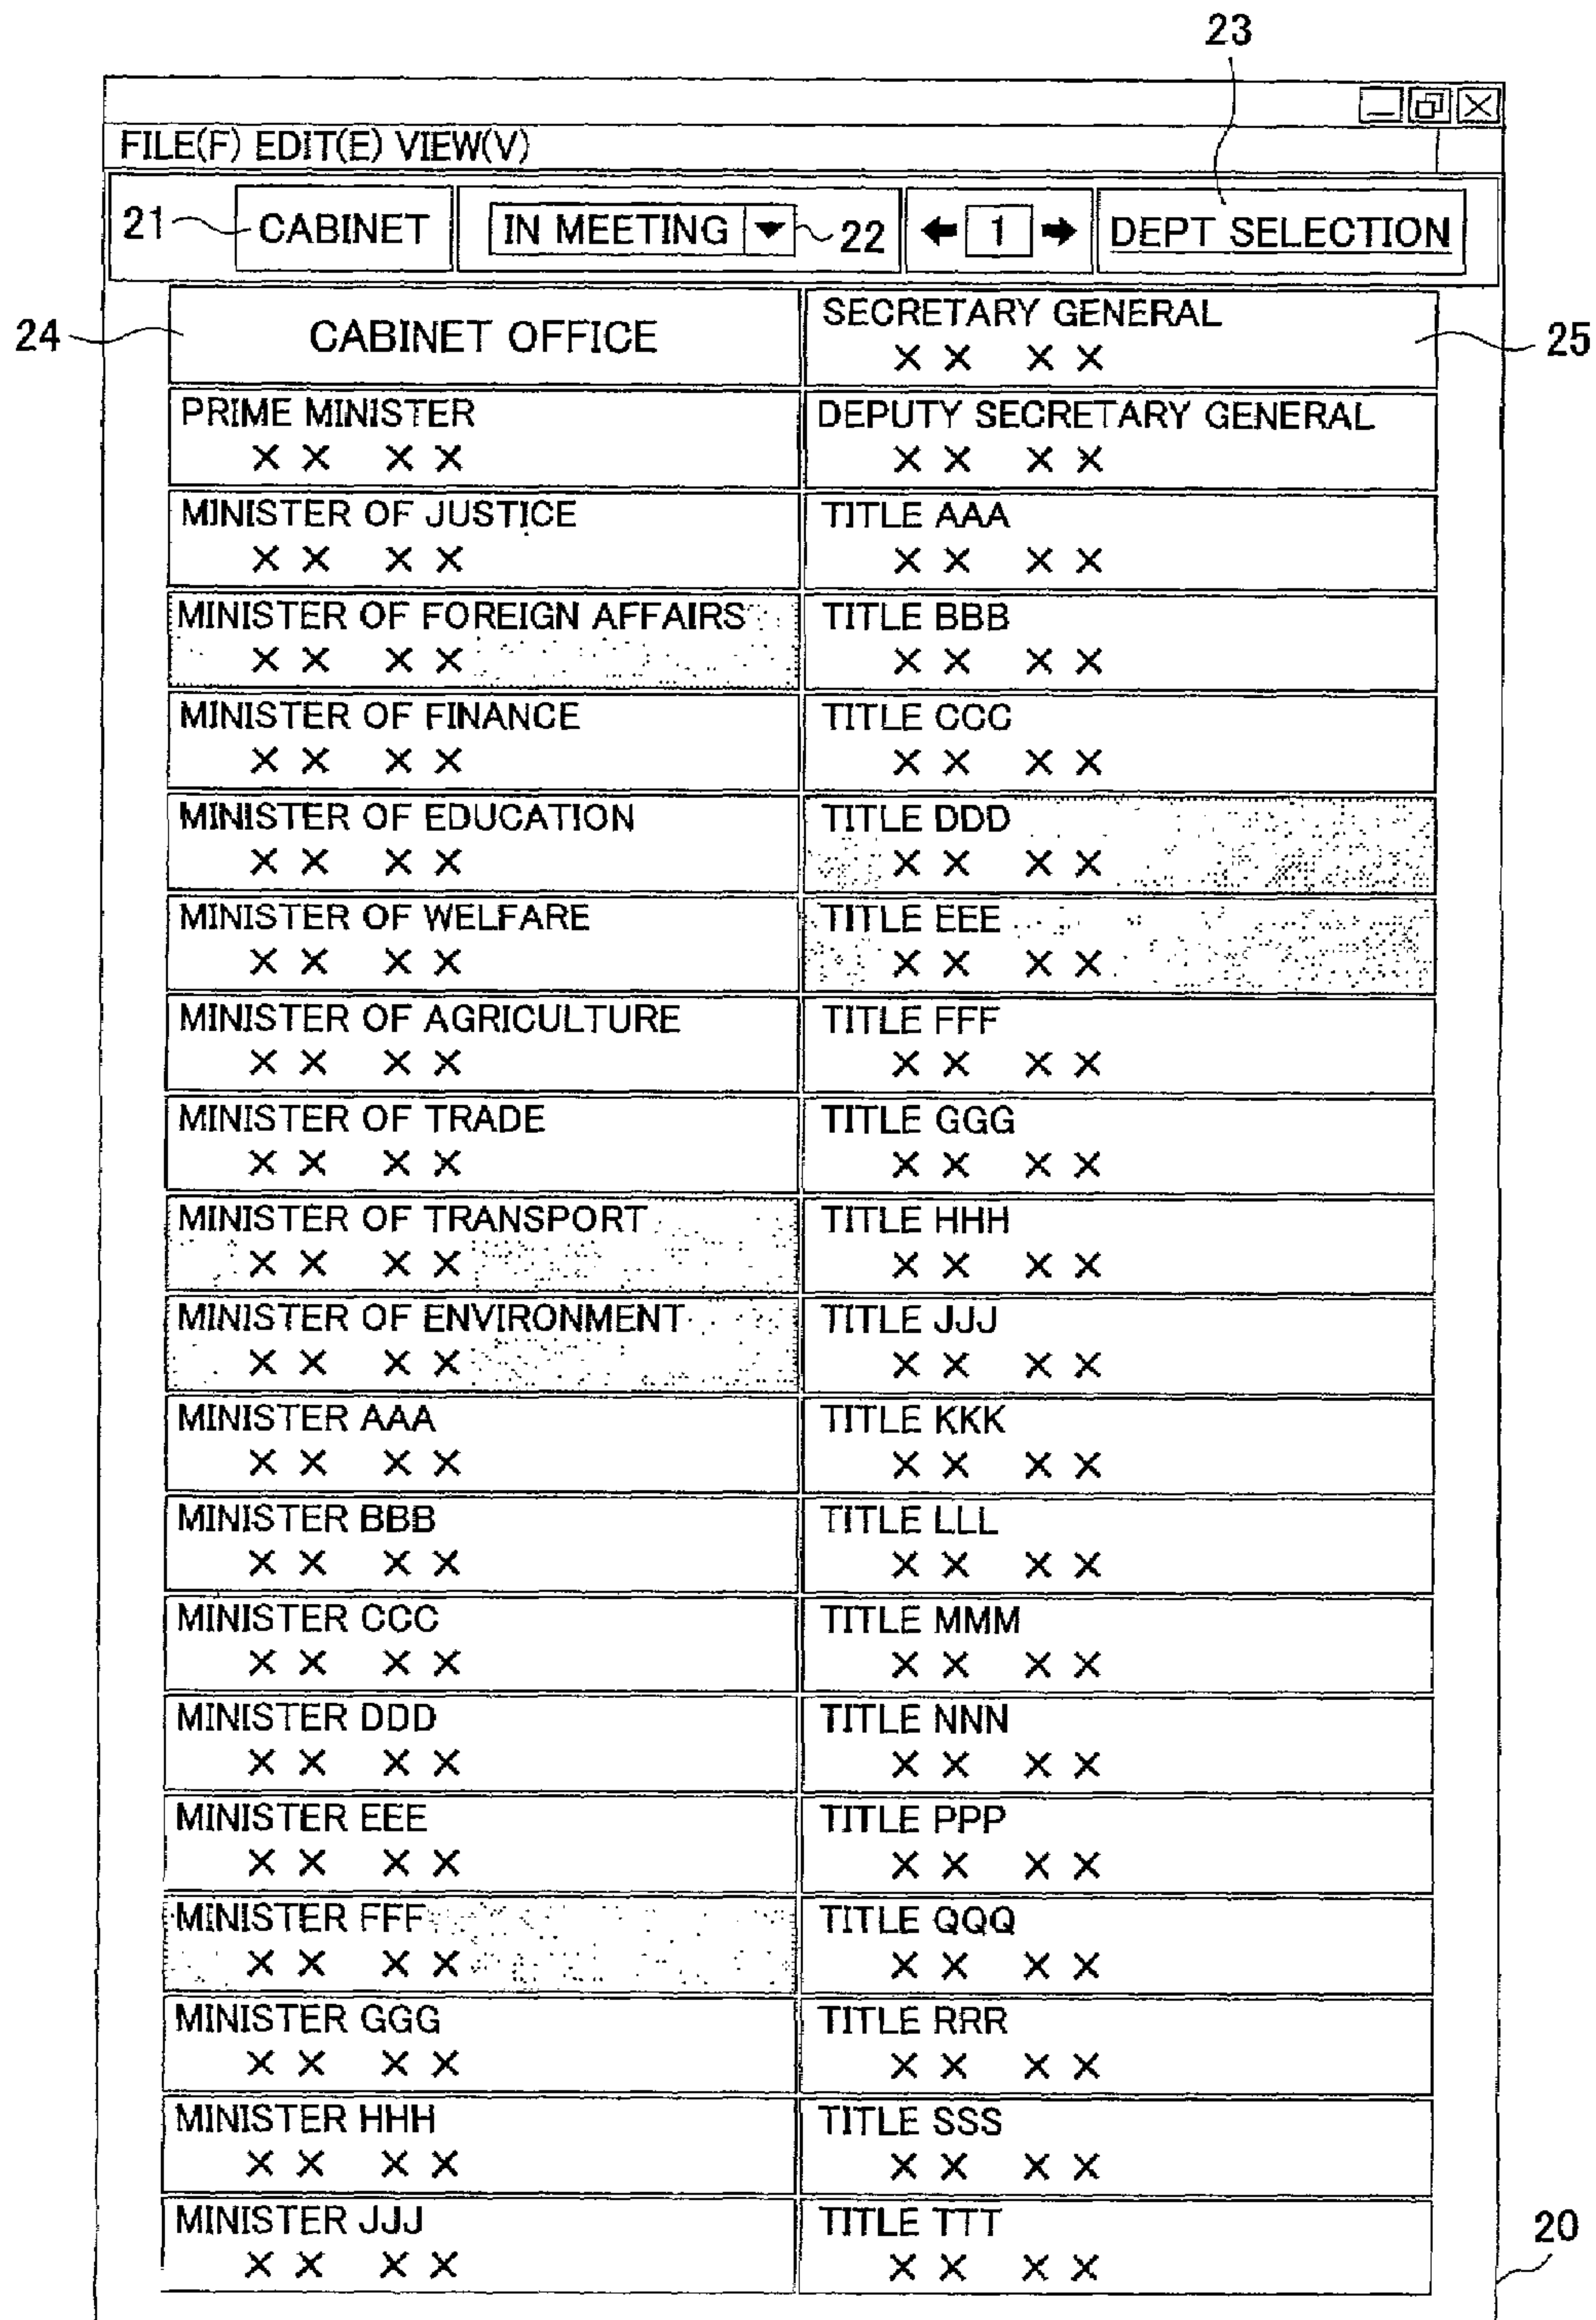 23
FILE(F) EDIT(E) VIEW(V)
21 CABINET IN MEETING 22 1 DEPT SELECTION
24 CABINET OFFICE
SECRETARY GENERAL 25
×× ××
PRIME MINISTER
×× ××
DEPUTY SECRETARY GENERAL
×× ××
MINISTER OF JUSTICE
×× ××
TITLE AAA
×× ××
MINISTER OF FOREIGN AFFAIRS
×× ××
TITLE BBB
×× ××
MINISTER OF FINANCE
×× ××
TITLE CCC
×× ××
MINISTER OF EDUCATION
×× ××
TITLE DDD
×× ××
MINISTER OF WELFARE
×× ××
TITLE EEE
×× ××
MINISTER OF AGRICULTURE
×× ××
TITLE FFF
×× ××
MINISTER OF TRADE
×× ××
TITLE GGG
×× ××
MINISTER OF TRANSPORT
×× ××
TITLE HHH
×× ××
MINISTER OF ENVIRONMENT
×× ××
TITLE JJJ
×× ××
MINISTER AAA
×× ××
TITLE KKK
×× ××
MINISTER BBB
×× ××
TITLE LLL
×× ××
MINISTER CCC
×× ××
TITLE MMM
×× ××
MINISTER DDD
×× ××
TITLE NNN
×× ××
MINISTER EEE
×× ××
TITLE PPP
×× ××
MINISTER FFF
×× ××
TITLE QQQ
×× ××
MINISTER GGG
×× ××
TITLE RRR
×× ××
MINISTER HHH
×× ××
TITLE SSS
×× ××
MINISTER JJJ
×× ××
TITLE TTT
×× ××
20